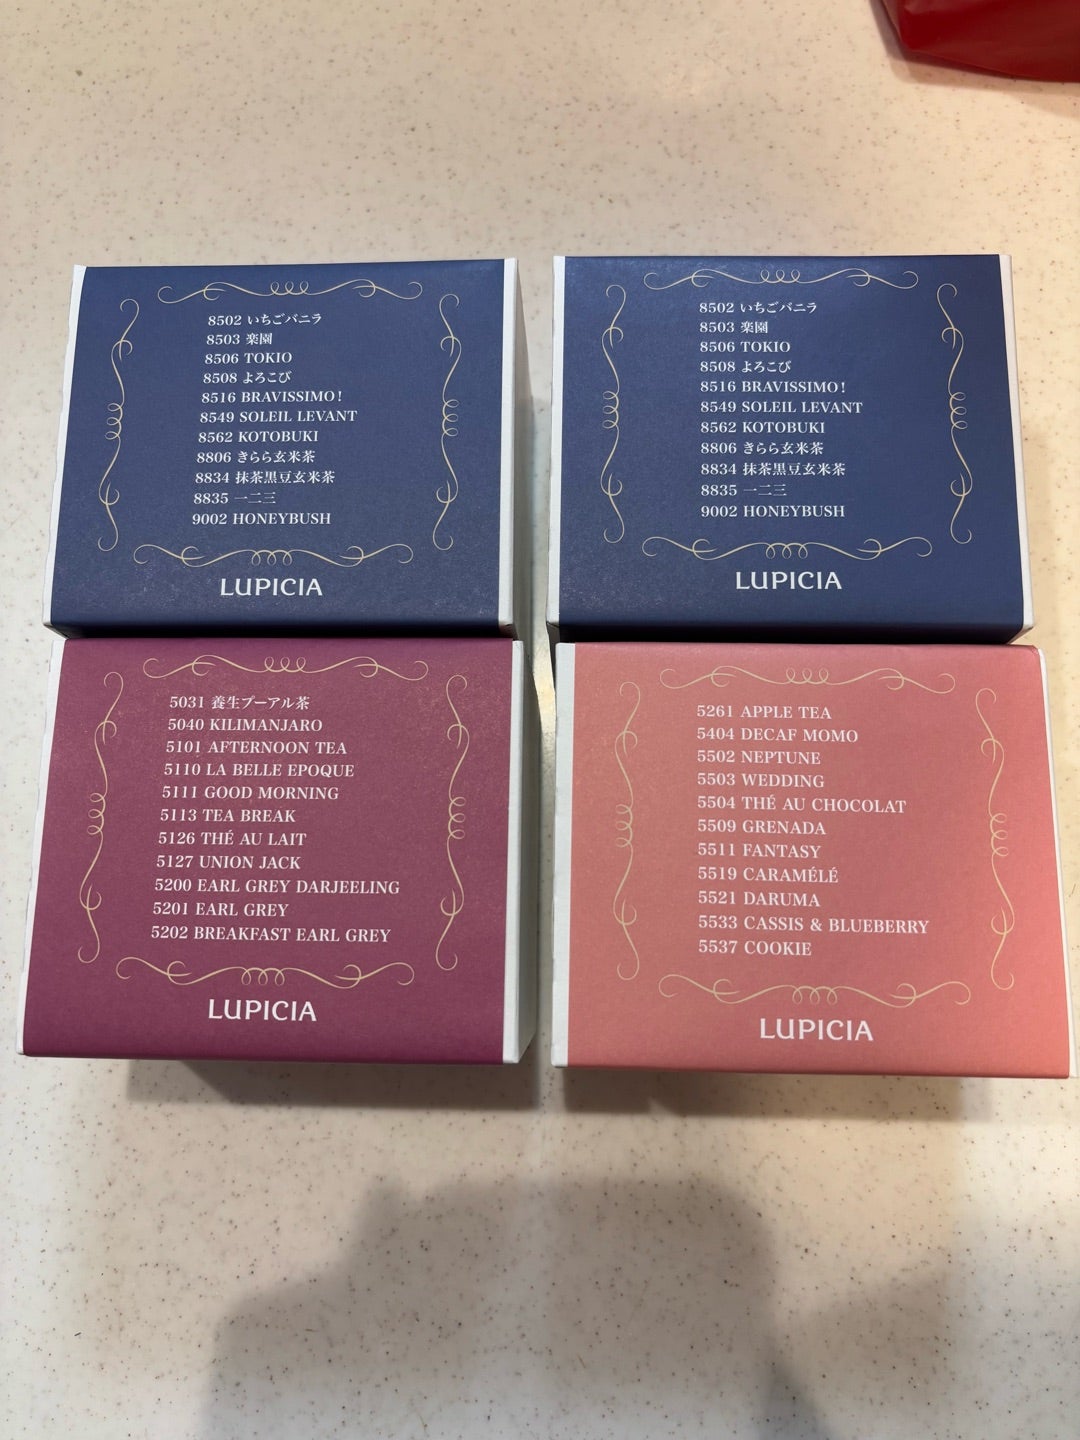 8502 いちごバニラ
8503 楽園
8506 TOKIO
8508 よろこび
8516 BRAVISSIMO!
8549 SOLEIL LEVANT
8562 KOTOBUKI
8806 きらら玄米茶
8834 抹茶黒豆玄米茶
8835 一二三
9002 HONEYBUSH
LUPICIA
8502 いちごバニラ
8503 楽園
8506 TOKIO
8508 よろこび
8516 BRAVISSIMO!
8549 SOLEIL LEVANT
8562 KOTOBUKI
8806 きらら玄米茶
8834 抹茶黒豆玄米茶
8835 一二三
9002 HONEYBUSH
LUPICIA
5031 養生プーアル茶
5040 KILIMANJARO
5101 AFTERNOON TEA
5110 LA BELLE EPOQUE
5111 GOOD MORNING
5113 TEA BREAK
5126 THÉ AU LAIT
5127 UNION JACK
5200 EARL GREY DARJEELING
5201 EARL GREY
5202 BREAKFAST EARL GREY
LUPICIA
5261 APPLE TEA
5404 DECAF MOMO
5502 NEPTUNE
5503 WEDDING
5504 THÉ AU CHOCOLAT
5509 GRENADA
5511 FANTASY
5519 CARAMÉLÉ
5521 DARUMA
5533 CASSIS & BLUEBERRY
5537 COOKIE
LUPICIA